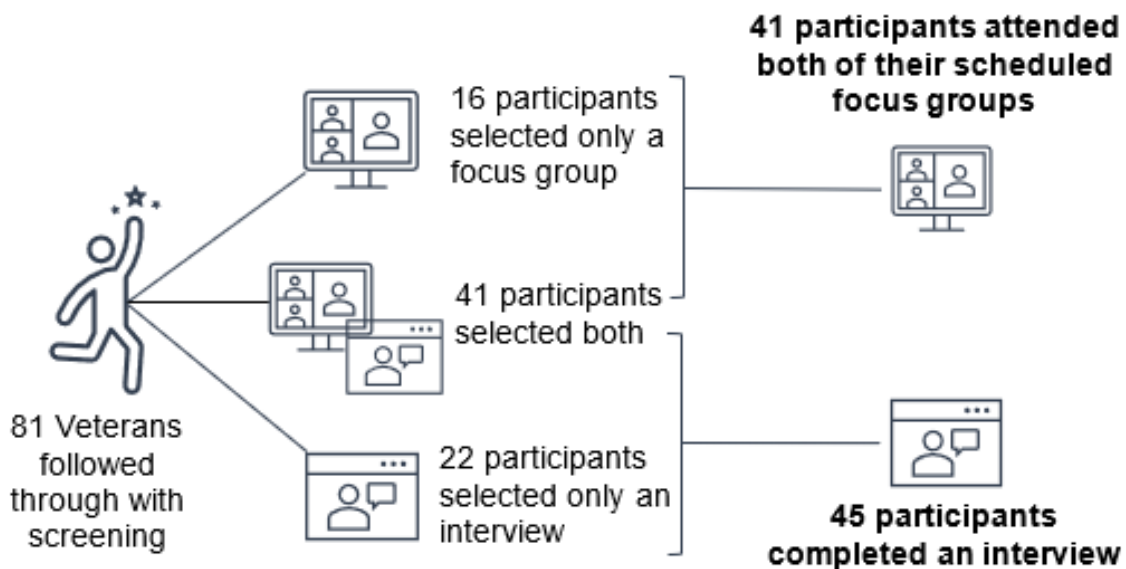 41 participants attended
both of their scheduled
focus groups
16 participants
selected only a
focus group
41 participants
selected both
81 Veterans
followed
through with
screening
22 participants
selected only an
interview
45 participants
completed an interview